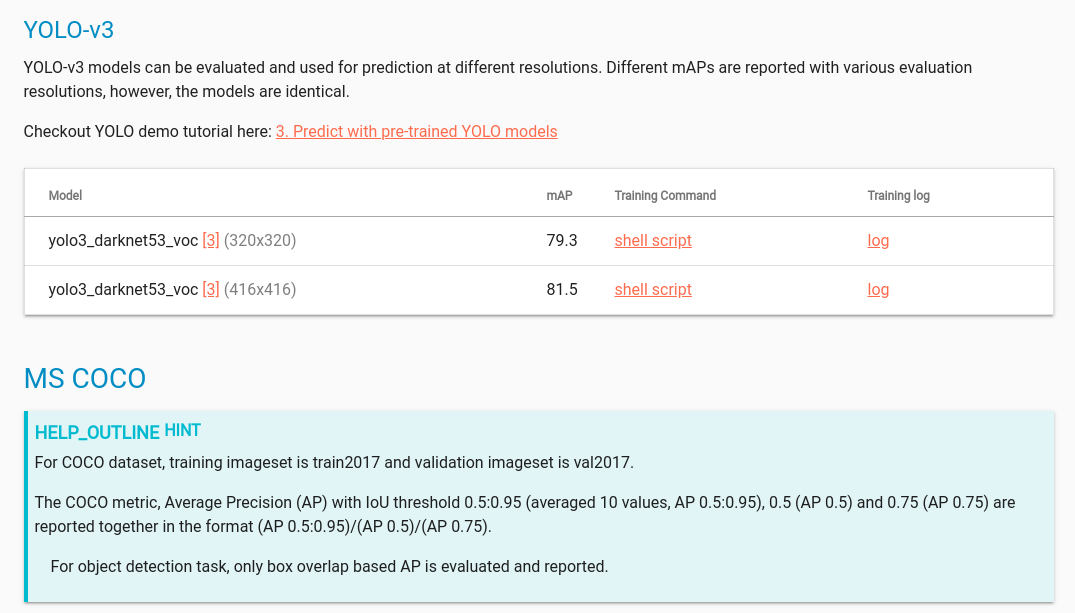 YOLO-v3
YOLO-v3 models can be evaluated and used for prediction at different resolutions. Different mAPs are reported with various evaluation
resolutions, however, the models are identical.
Checkout YOLO demo tutorial here: 3. Predict with pre-trained YOLO models
Model mAP Training Command Training log
yolo3_darknet53_voc [3] (320x320) 79.3 shell script log
yolo3_darknet53_voc [3] (416x416) 81.5 shell script log
MS COCO
HELP_OUTLINE HINT
For COCO dataset, training imageset is train2017 and validation imageset is val2017.
The COCO metric, Average Precision (AP) with IoU threshold 0.5:0.95 (averaged 10 values, AP 0.5:0.95), 0.5 (AP 0.5) and 0.75 (AP 0.75) are
reported together in the format (AP 0.5:0.95)/(AP 0.5)/(AP 0.75).
For object detection task, only box overlap based AP is evaluated and reported.